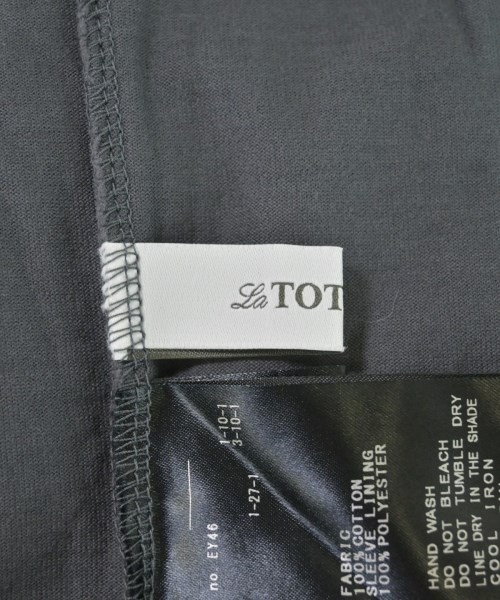 La TOT
no. EY46
1-27-1
1-10-1
3-10-1
FABRIC
100%COTTON
SLEEVE LINING
100%POLYESTER
HAND WASH
DO NOT BLEACH
DO NOT TUMBLE DRY
LINE DRY IN THE SHADE
COOL IRON